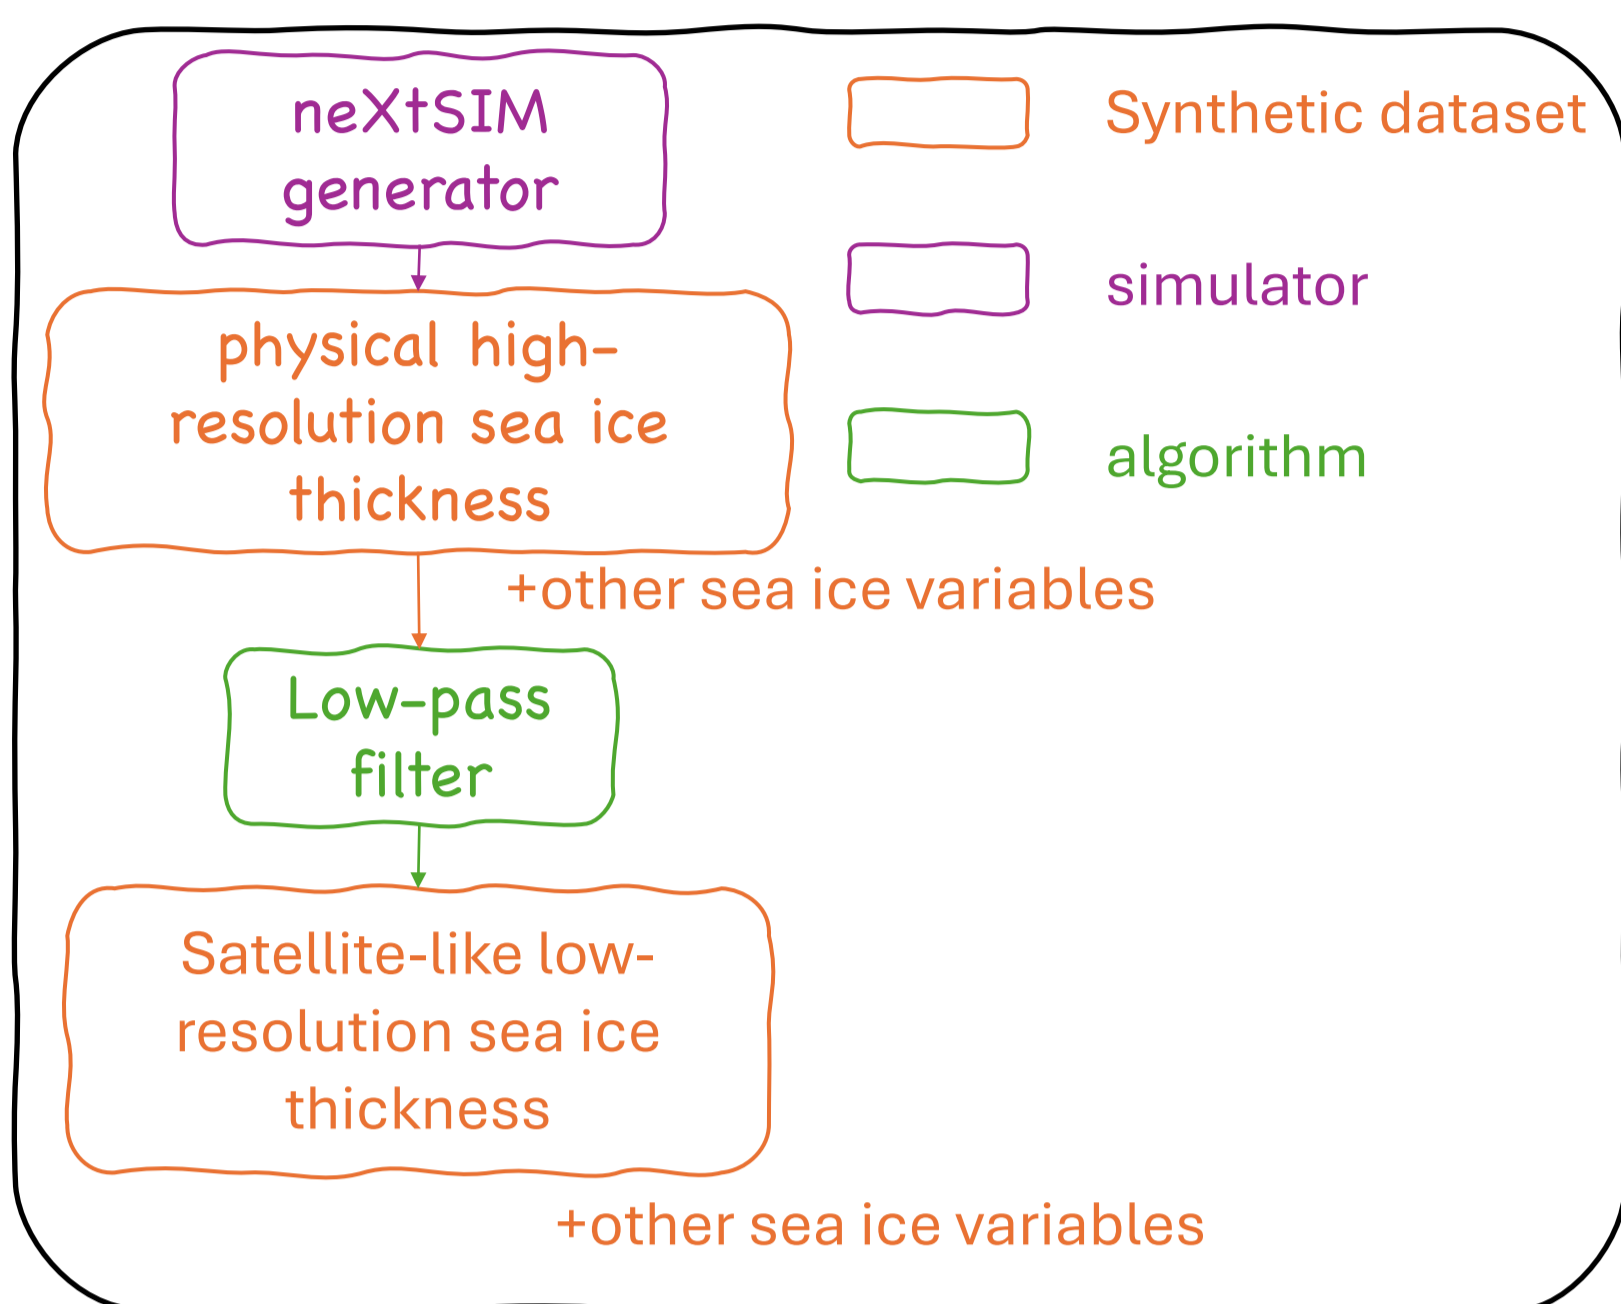 neXtSIM
generator
physical high-
resolution sea ice
thickness
+other sea ice variables
Low-pass
filter
Satellite-like low-
resolution sea ice
thickness
+other sea ice variables
Synthetic dataset
simulator
algorithm